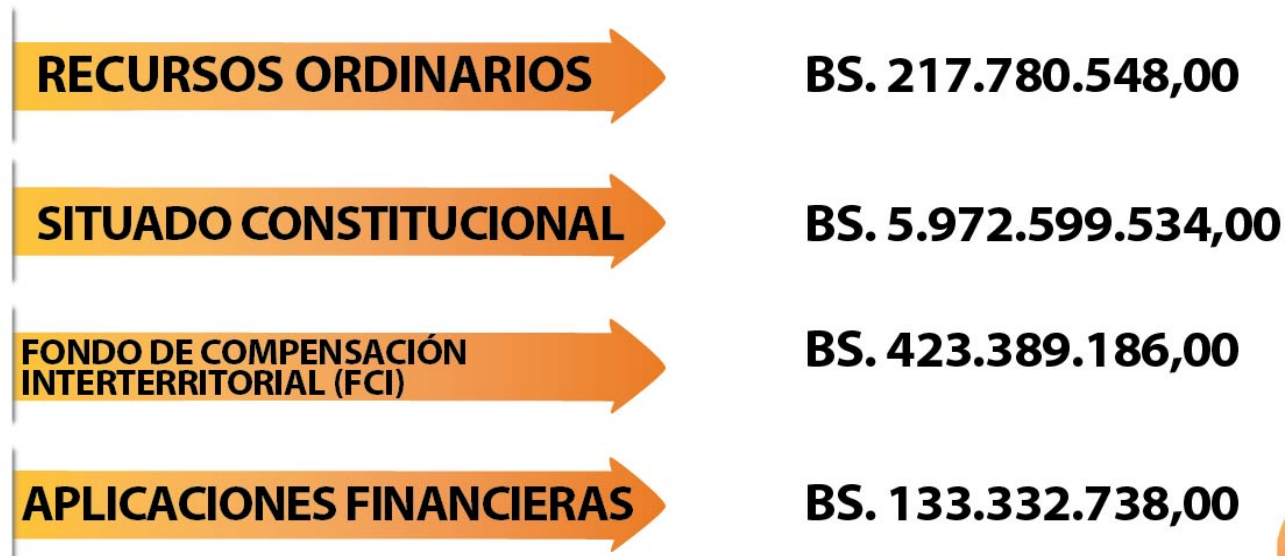 RECURSOS ORDINARIOS BS. 217.780.548,00
SITUADO CONSTITUCIONAL BS. 5.972.599.534,00
FONDO DE COMPENSACIÓN
INTERTERRITORIAL (FCI) BS. 423.389.186,00
APLICACIONES FINANCIERAS BS. 133.332.738,00